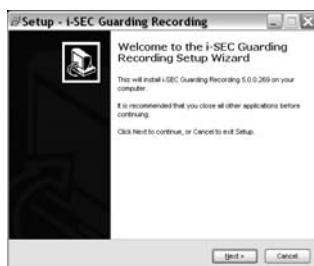 Setup - i-SEC Guarding Recording
Welcome to the i-SEC Guarding
Recording Setup Wizard
This will install i-SEC Guarding Recording 5.0.0.269 on your
computer.
It is recommended that you close all other applications before
continuing.
Click Next to continue, or Cancel to exit Setup.
Next >
Cancel